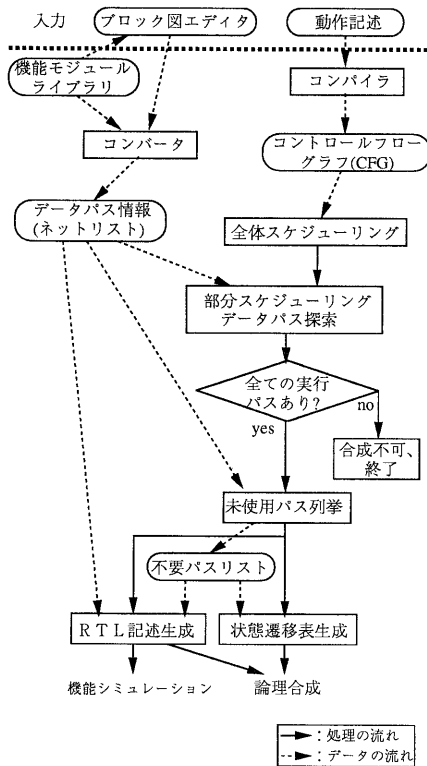 入力
ブロック図エディタ
動作記述
機能モジュール
ライブラリ
コンパイラ
コンバータ
コントロールフロー
グラフ(CFG)
データパス情報
(ネットリスト)
全体スケジューリング
部分スケジューリング
データパス探索
全ての実行
パスあり?
no
yes
合成不可、
終了
未使用パス列挙
不要パスリスト
RTL記述生成
状態遷移表生成
機能シミュレーション
論理合成
:処理の流れ
:データの流れ